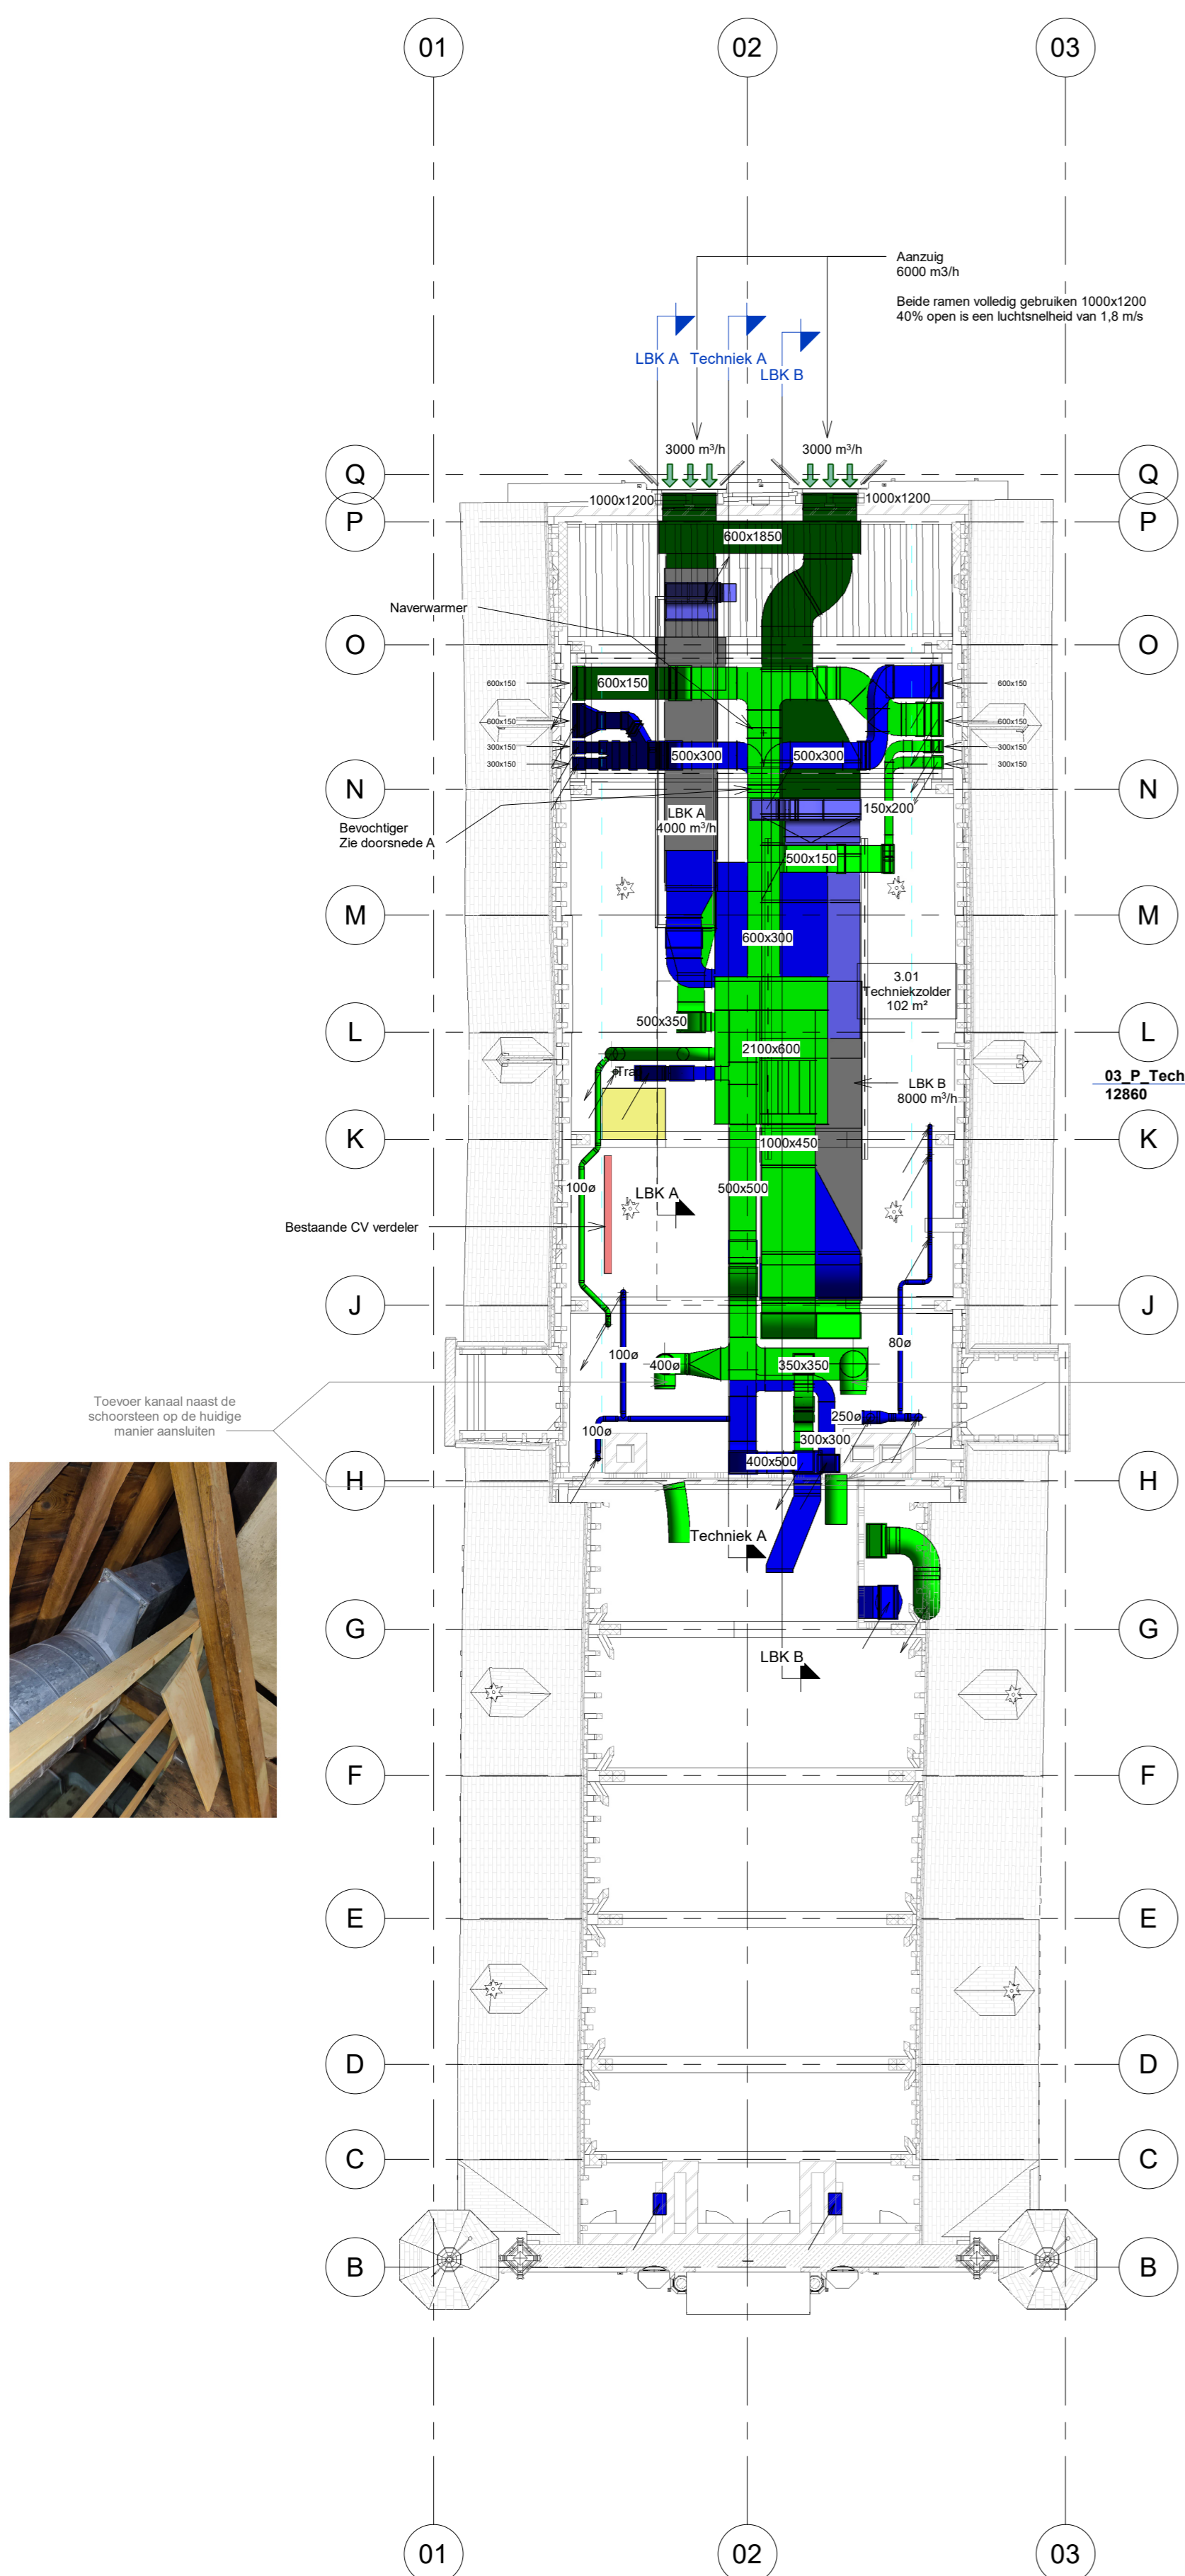 01
02
03
Aanzuig
6000 m3/h
Beide ramen volledig gebruiken 1000x1200
40% open is een luchtsnelheid van 1,8 m/s
LBK A
Techniek A
LBK B
3000 m³/h
3000 m³/h
Q
Q
1000x1200
1000x1200
P
P
600x1850
Naverwarmer
O
O
600x150
600x150
600x150
600x150
600x150
300x150
500x300
500x300
300x150
300x150
300x150
N
N
LBK A
4000 m³/h
150x200
Bevochtiger
Zie doorsnede A
500x150
M
M
600x300
3.01
Techniekzolder
102 m²
500x350
L
L
2100x600
Tra
LBK B
8000 m³/h
03_P_Tech
12860
K
K
1000x450
100ø
500x500
LBK A
Bestaande CV verdeler
J
J
100ø
80ø
400ø
350x350
Toevoer kanaal naast de
schoorsteen op de huidige
manier aansluiten
250ø
100ø
300x300
400x500
H
H
Techniek A
G
G
LBK B
F
F
E
E
D
D
C
C
B
B
01
02
03